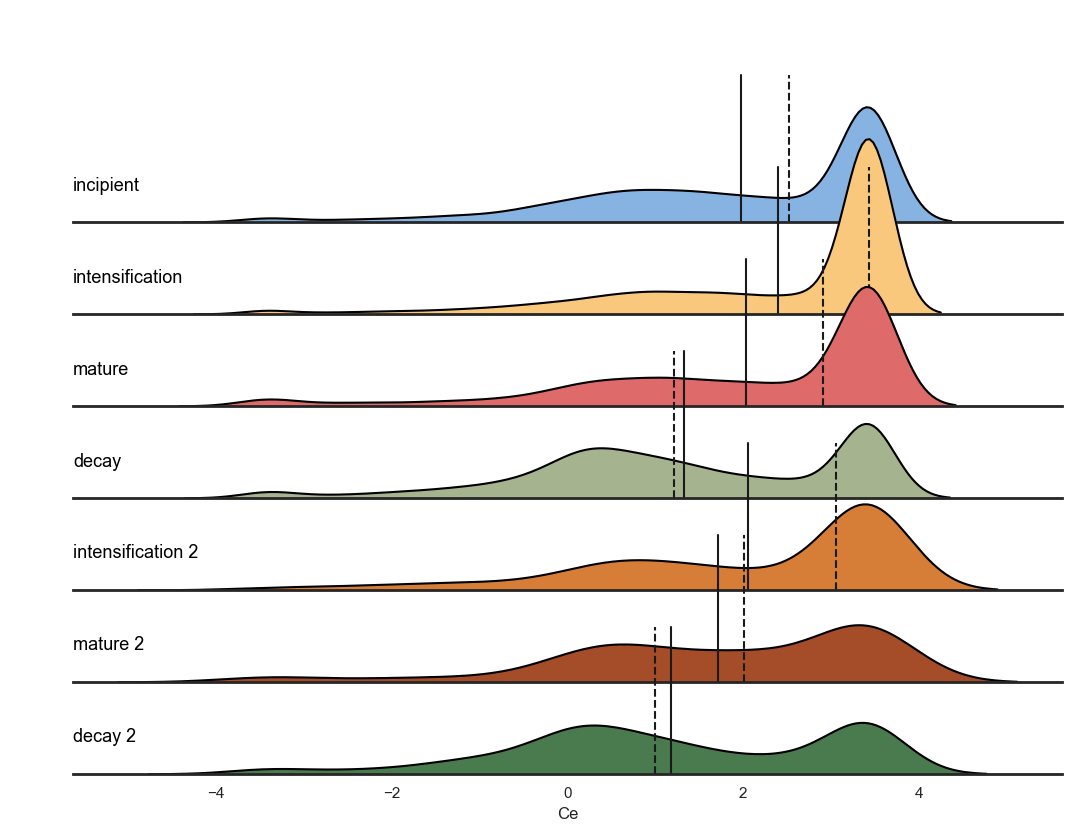 incipient
intensification
mature
decay
intensification 2
mature 2
decay 2
−4 −2 0 2 4
Ce